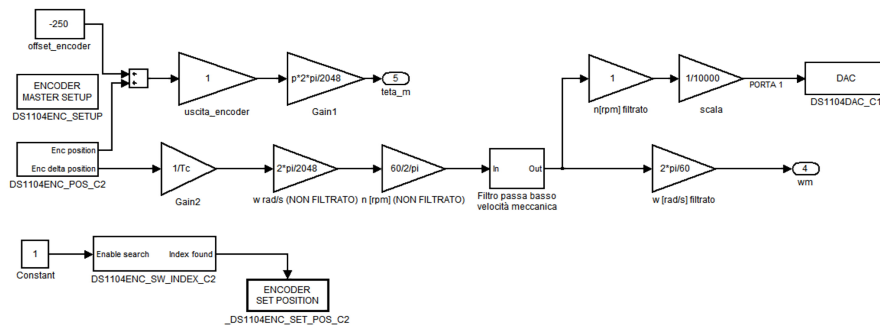 -250
offset_encoder
ENCODER
MASTER SETUP
DS1104ENC_SETUP
1
uscita_encoder
p*2*pi/2048
Gain1
5
teta_m
1
n[rpm] filtrato
1/10000
scala
PORTA 1
DAC
DS1104DAC_C1
Enc position
Enc delta position
DS1104ENC_POS_C2
1/Tc
Gain2
2*pi/2048
w rad/s (NON FILTRATO)
60/2/pi
n [rpm] (NON FILTRATO)
In
Out
Filtro passa basso
velocità meccanica
2*pi/60
w [rad/s] filtrato
4
wm
1
Constant
Enable search
Index found
DS1104ENC_SW_INDEX_C2
ENCODER
SET POSITION
_DS1104ENC_SET_POS_C2